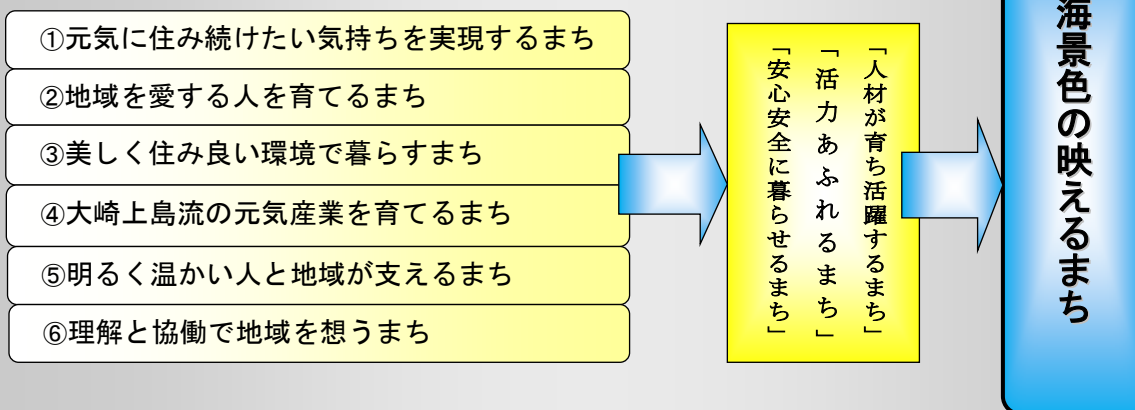 ①元気に住み続けたい気持ちを実現するまち
②地域を愛する人を育てるまち
③美しく住み良い環境で暮らすまち
④大崎上島流の元気産業を育てるまち
⑤明るく温かい人と地域が支えるまち
⑥理解と協働で地域を想うまち
「人材が育ち活躍するまち」
「活力あふれるまち」
「安心安全に暮らせるまち」
海景色の映えるまち